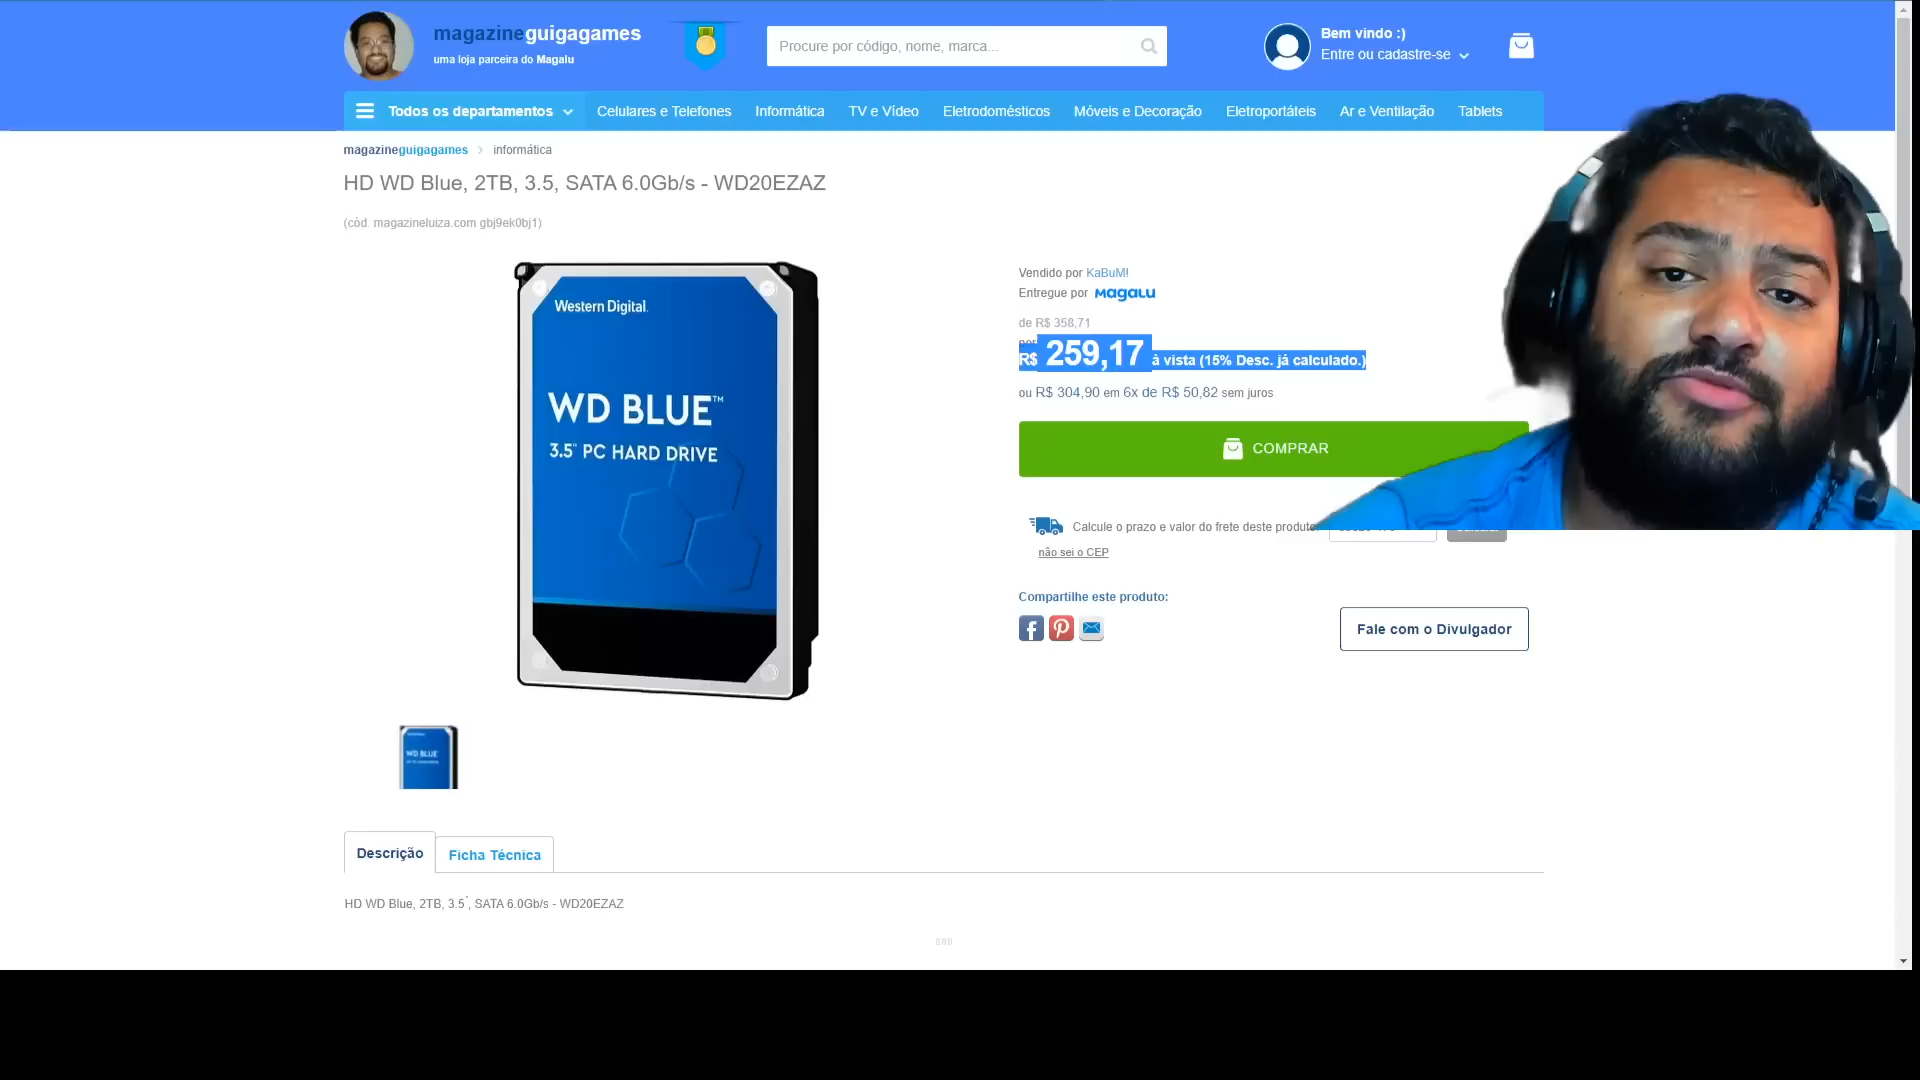 magazineguigagames
uma loja parceira do Magalu
Procure por código, nome, marca...
Bem vindo :)
Entre ou cadastre-se
Todos os departamentos
Celulares e Telefones
Informática
TV e Vídeo
Eletrodomésticos
Móveis e Decoração
Eletroportáteis
Ar e Ventilação
Tablets
magazineguigagames > informática
HD WD Blue, 2TB, 3.5, SATA 6.0Gb/s - WD20EZAZ
(cód. magazineluiza.com gbj9ek0bj1)
Western Digital.
WD BLUE™
3.5" PC HARD DRIVE
Vendido por KaBuM!
Entregue por Magalu
de R$ 358,71
por
R$ 259,17 à vista (15% Desc. já calculado.)
ou R$ 304,90 em 6x de R$ 50,82 sem juros
COMPRAR
Calcule o prazo e valor do frete deste produto
não sei o CEP
Compartilhe este produto:
Fale com o Divulgador
WD BLUE
Descrição
Ficha Técnica
HD WD Blue, 2TB, 3.5´, SATA 6.0Gb/s - WD20EZAZ